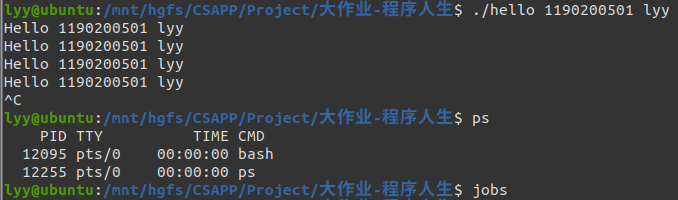 lyy@ubuntu:/mnt/hgfs/CSAPP/Project/大作业-程序人生$ ./hello 1190200501 lyy
Hello 1190200501 lyy
Hello 1190200501 lyy
Hello 1190200501 lyy
Hello 1190200501 lyy
^C
lyy@ubuntu:/mnt/hgfs/CSAPP/Project/大作业-程序人生$ ps
    PID TTY          TIME CMD
  12095 pts/0    00:00:00 bash
  12255 pts/0    00:00:00 ps
lyy@ubuntu:/mnt/hgfs/CSAPP/Project/大作业-程序人生$ jobs